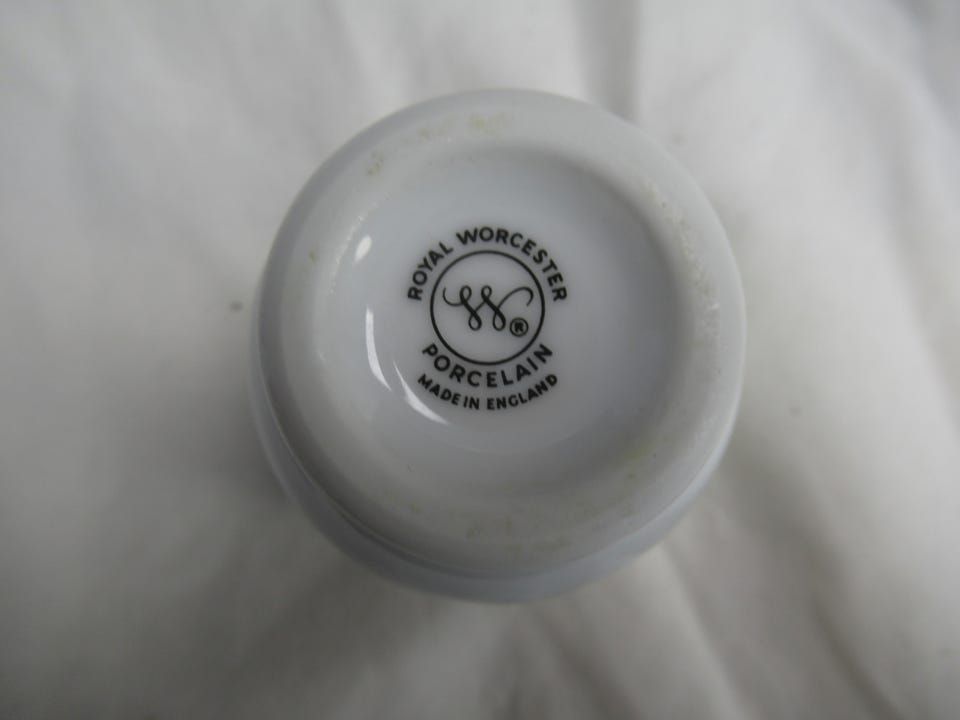 ROYAL WORCESTER
W®
PORCELAIN
MADE IN ENGLAND